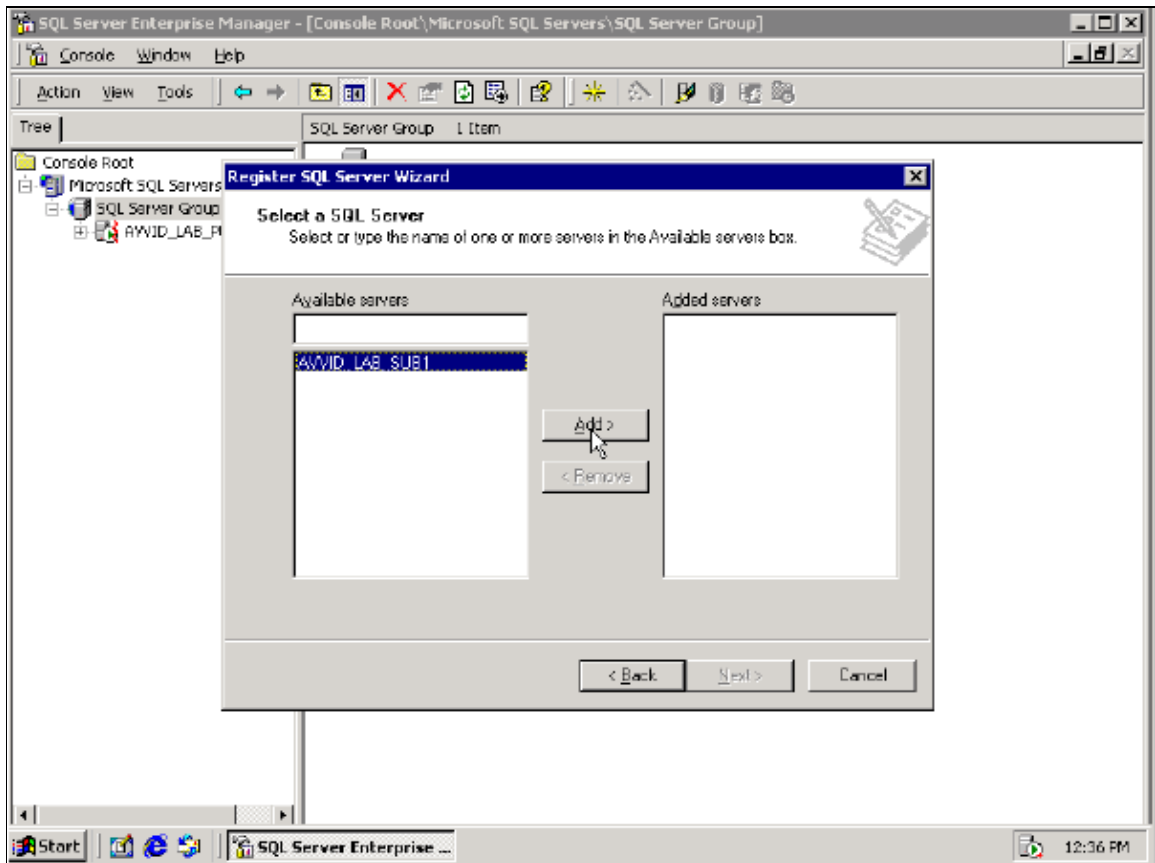 SQL Server Enterprise Manager - [Console Root\Microsoft SQL Servers\SQL Server Group]
Console Window Help
Action View Tools
Tree
SQL Server Group 1 Item
Console Root
Microsoft SQL Servers
SQL Server Group
AVVID_LAB_P
Register SQL Server Wizard
Select a SQL Server
Select or type the name of one or more servers in the Available servers box.
Available servers
Added servers
AVVID_LAB_SUB1
Add >
< Remove
< Back
Next >
Cancel
Start
SQL Server Enterprise ...
12:36 PM